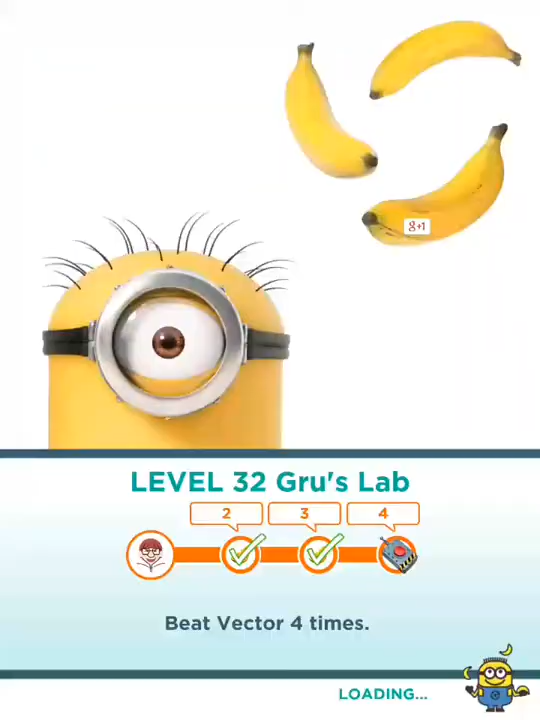 g+1
LEVEL 32 Gru's Lab
2 3 4
Beat Vector 4 times.
LOADING...